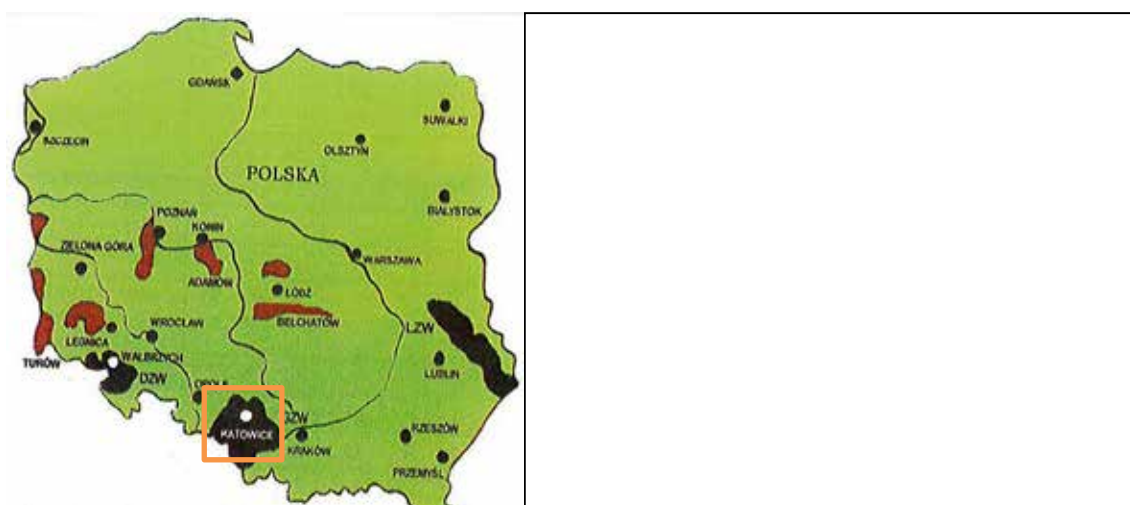 GDAŃSK
SUWAŁKI
SZCZECIN
OLSZTYN
POLSKA
BIAŁYSTOK
POZNAŃ
KONIN
ZIELONA GÓRA
WARSZAWA
ADAMÓW
ŁÓDŹ
BEŁCHATÓW
WROCŁAW
LZW
LEGNICA
TURÓW
WAŁBRZYCH
LUBLIN
DZW
GZW
KATOWICE
RZESZÓW
KRAKÓW
PRZEMYŚL